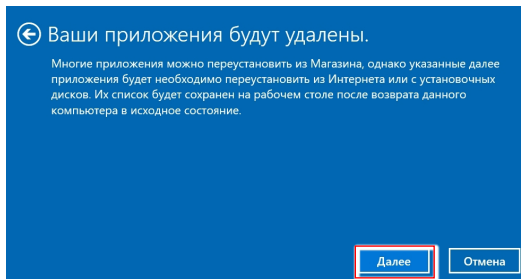 Ваши приложения будут удалены.
Многие приложения можно переустановить из Магазина, однако указанные далее
приложения будет необходимо переустановить из Интернета или с установочных
дисков. Их список будет сохранен на рабочем столе после возврата данного
компьютера в исходное состояние.
Далее
Отмена